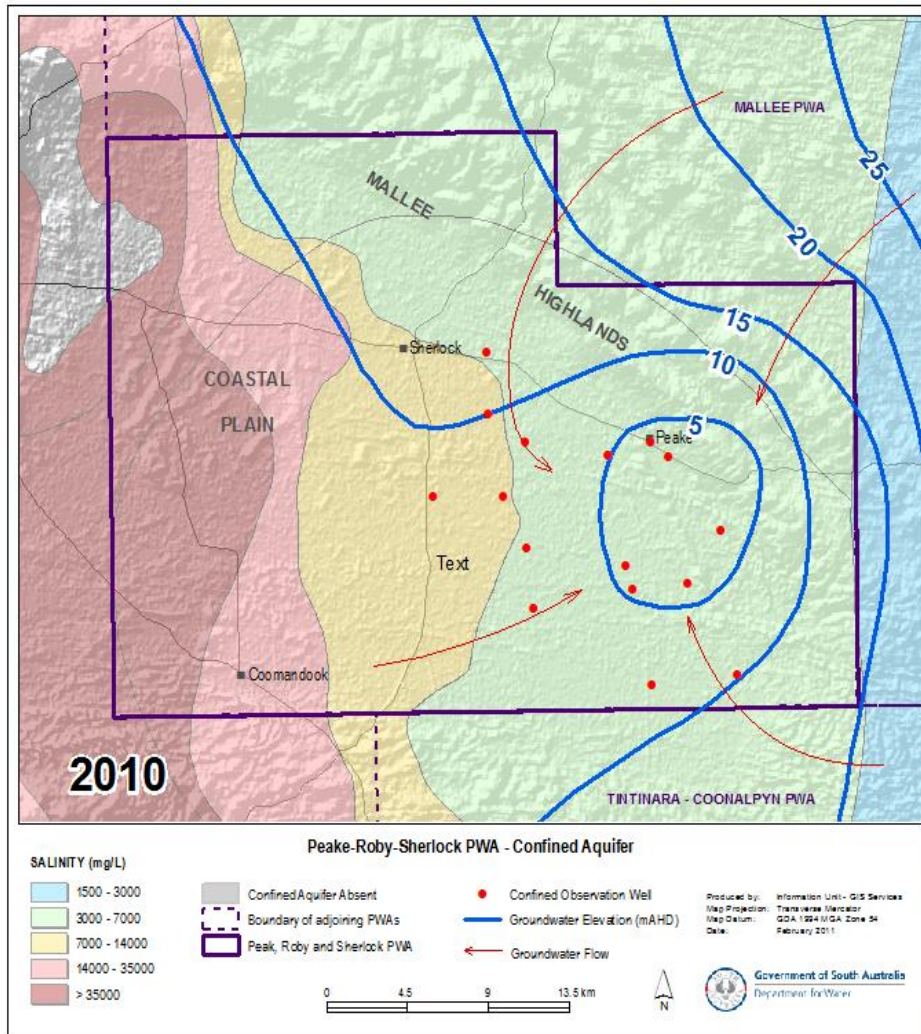 MALLEE PWA
25
MALLEE
20
HIGHLANDS
15
Sherlock
10
COASTAL
PLAIN
5
Peake
Text
Coomandook
2010
TINTINARA - COONALPYN PWA
Peake-Roby-Sherlock PWA - Confined Aquifer
SALINITY (mg/L)
1500 - 3000
3000 - 7000
7000 - 14000
14000 - 35000
> 35000
Confined Aquifer Absent
Boundary of adjoining PWAs
Peak, Roby and Sherlock PWA
Confined Observation Well
Groundwater Elevation (mAHD)
Groundwater Flow
0 4.5 9 13.5 km
N
Produced by: Information Unit - GIS Services
Map Projection: Transverse Mercator
Map Datum: GDA 1994 MGA Zone 54
Date: February 2011
Government of South Australia
Department for Water